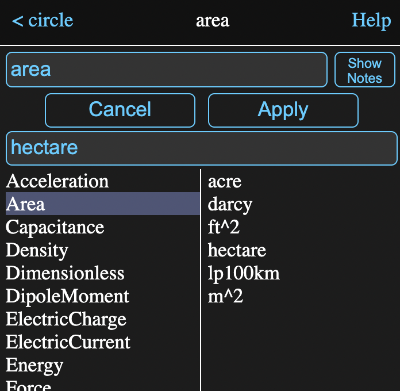 < circle area Help
area Show Notes
Cancel Apply
hectare
Acceleration acre
Area darcy
Capacitance ft^2
Density hectare
Dimensionless lp100km
DipoleMoment m^2
ElectricCharge
ElectricCurrent
Energy
Force